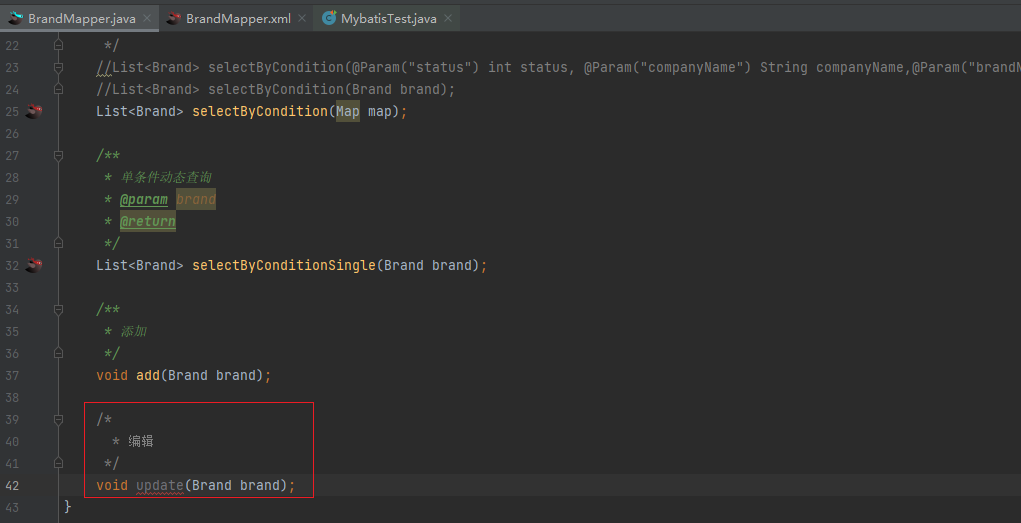 BrandMapper.java BrandMapper.xml MybatisTest.java
22 */
23 //List<Brand> selectByCondition(@Param("status") int status, @Param("companyName") String companyName,@Param("brandN
24 //List<Brand> selectByCondition(Brand brand);
25 List<Brand> selectByCondition(Map map);
26
27 /**
28 * 单条件动态查询
29 * @param brand
30 * @return
31 */
32 List<Brand> selectByConditionSingle(Brand brand);
33
34 /**
35 * 添加
36 */
37 void add(Brand brand);
38
39 /*
40 * 编辑
41 */
42 void update(Brand brand);
43 }